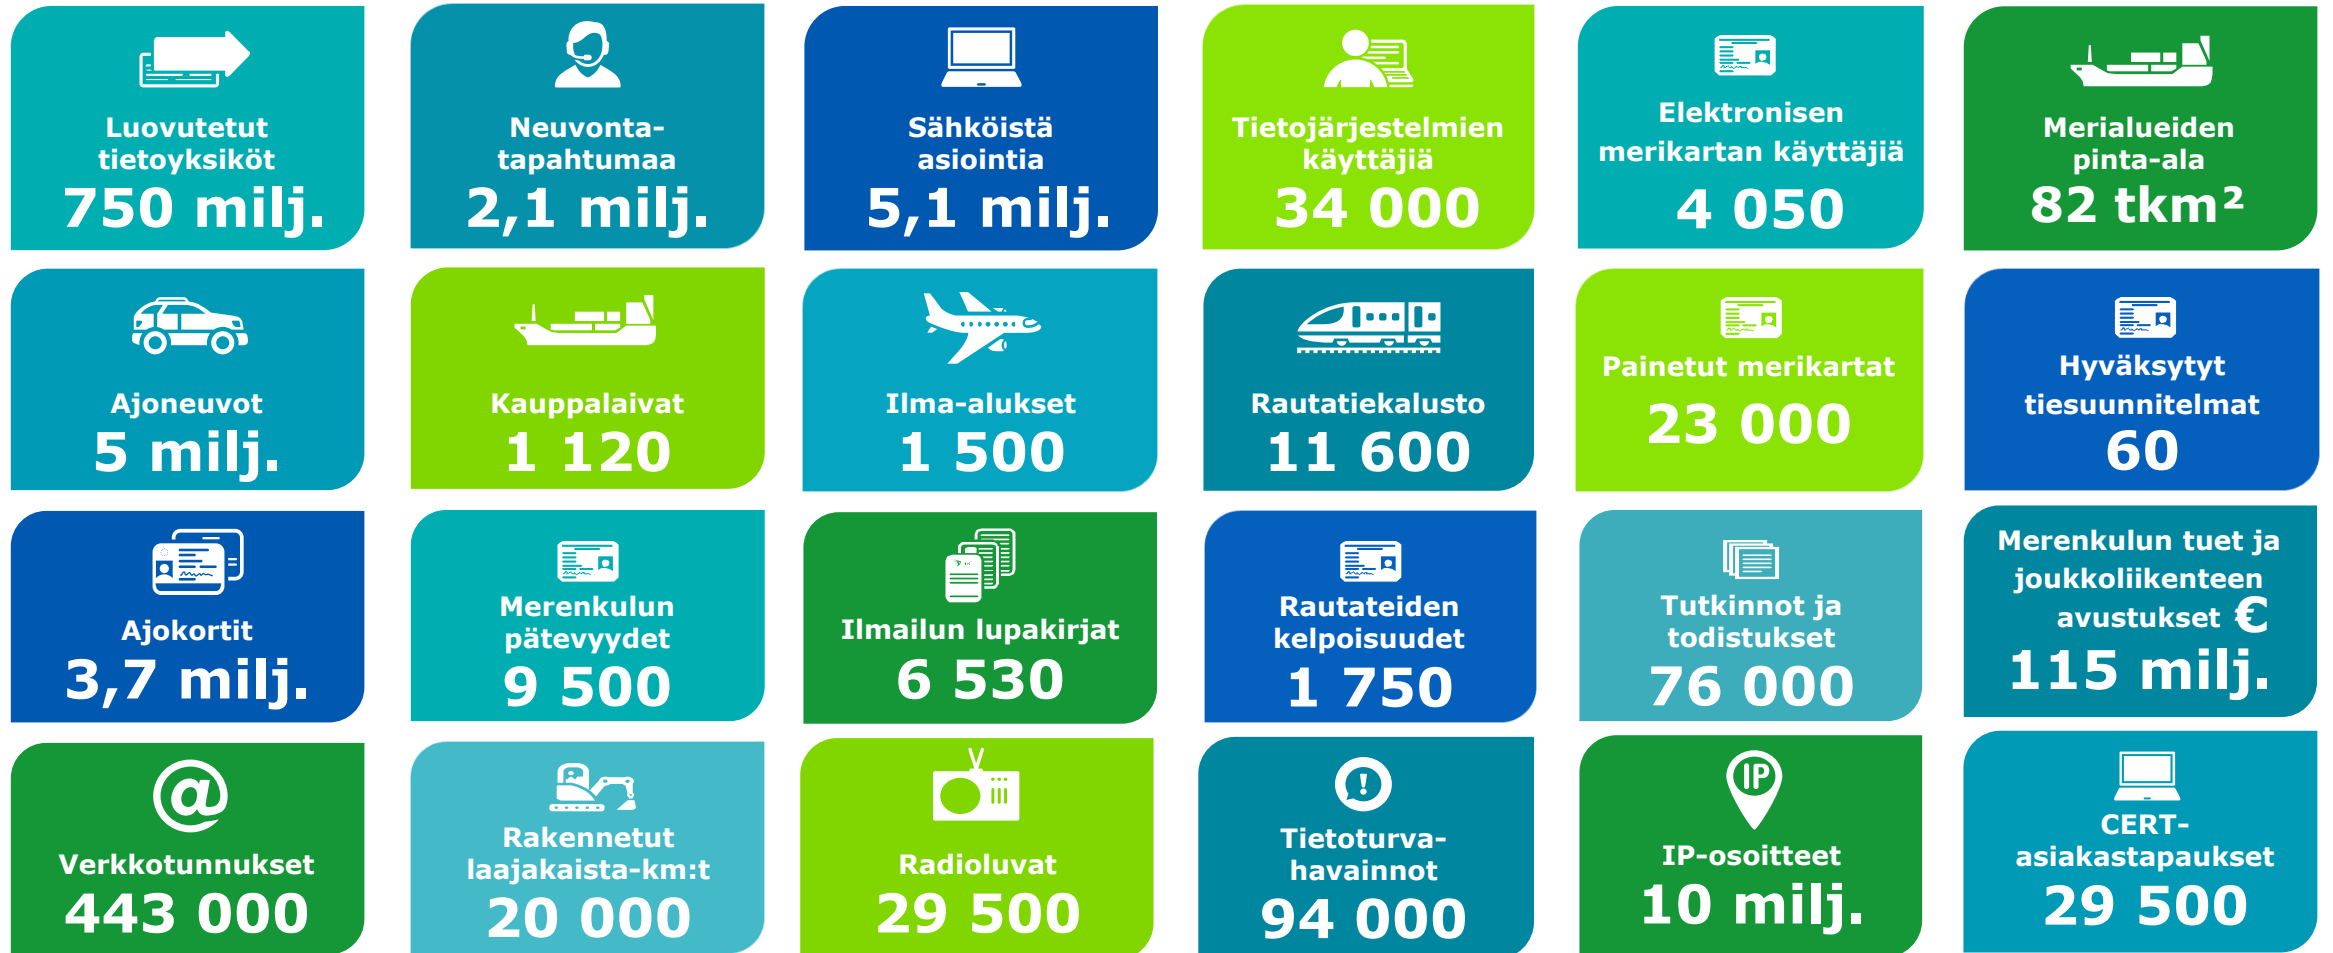 Luovutetut
tietoyksiköt
750 milj.
Neuvonta-
tapahtumaa
2,1 milj.
Sähköistä
asiointia
5,1 milj.
Tietojärjestelmien
käyttäjiä
34 000
Elektronisen
merikartan käyttäjiä
4 050
Merialueiden
pinta-ala
82 tkm²
Ajoneuvot
5 milj.
Kauppalaivat
1 120
Ilma-alukset
1 500
Rautatiekalusto
11 600
Painetut merikartat
23 000
Hyväksytyt
tiesuunnitelmat
60
Ajokortit
3,7 milj.
Merenkulun
pätevyydet
9 500
Ilmailun lupakirjat
6 530
Rautateiden
kelpoisuudet
1 750
Tutkinnot ja
todistukset
76 000
Merenkulun tuet ja
joukkoliikenteen
avustukset €
115 milj.
@
Verkkotunnukset
443 000
Rakennetut
laajakaista-km:t
20 000
Radioluvat
29 500
!
Tietoturva-
havainnot
94 000
IP
IP-osoitteet
10 milj.
CERT-
asiakastapaukset
29 500